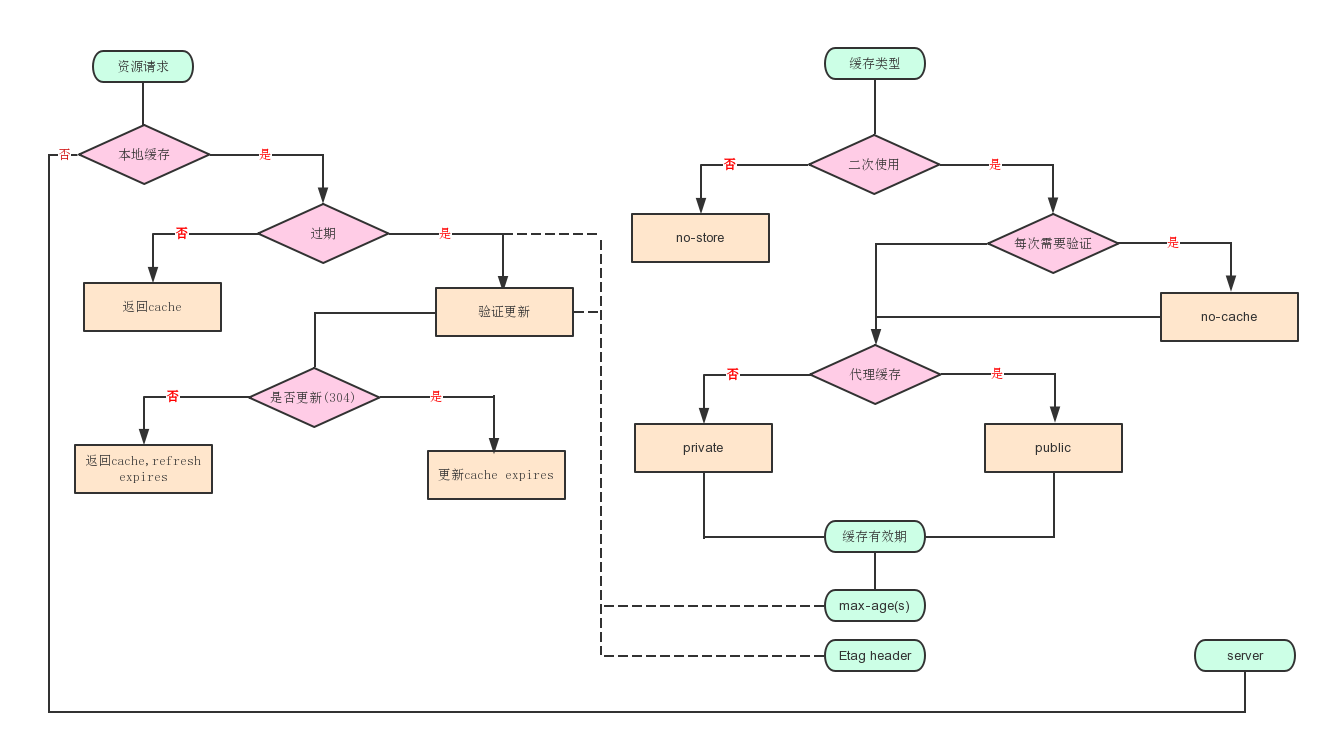 资源请求
本地缓存
否
是
过期
否
是
返回cache
验证更新
是否更新(304)
否
是
返回cache,refresh
expires
更新cache expires
缓存类型
二次使用
否
是
no-store
每次需要验证
是
no-cache
代理缓存
否
是
private
public
缓存有效期
max-age(s)
Etag header
server